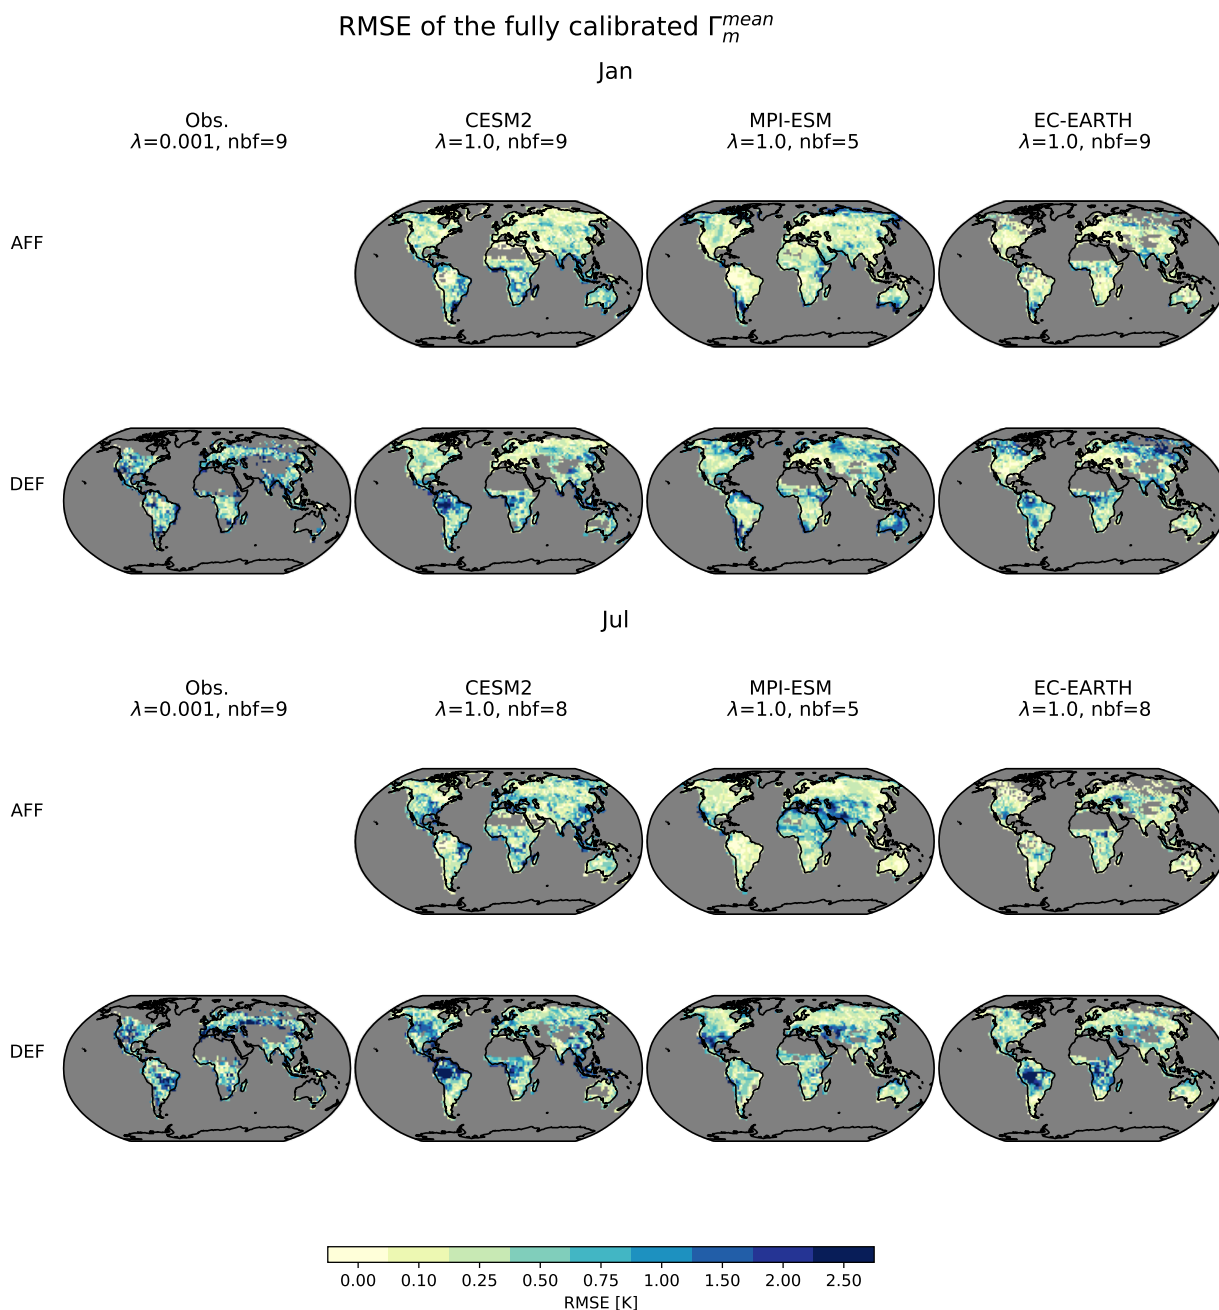 RMSE of the fully calibrated Γ_m^{mean}
Jan
Obs. CESM2 MPI-ESM EC-EARTH
λ=0.001, nbf=9 λ=1.0, nbf=9 λ=1.0, nbf=5 λ=1.0, nbf=9
AFF
DEF
Jul
Obs. CESM2 MPI-ESM EC-EARTH
λ=0.001, nbf=9 λ=1.0, nbf=8 λ=1.0, nbf=5 λ=1.0, nbf=8
AFF
DEF
0.00 0.10 0.25 0.50 0.75 1.00 1.50 2.00 2.50
RMSE [K]